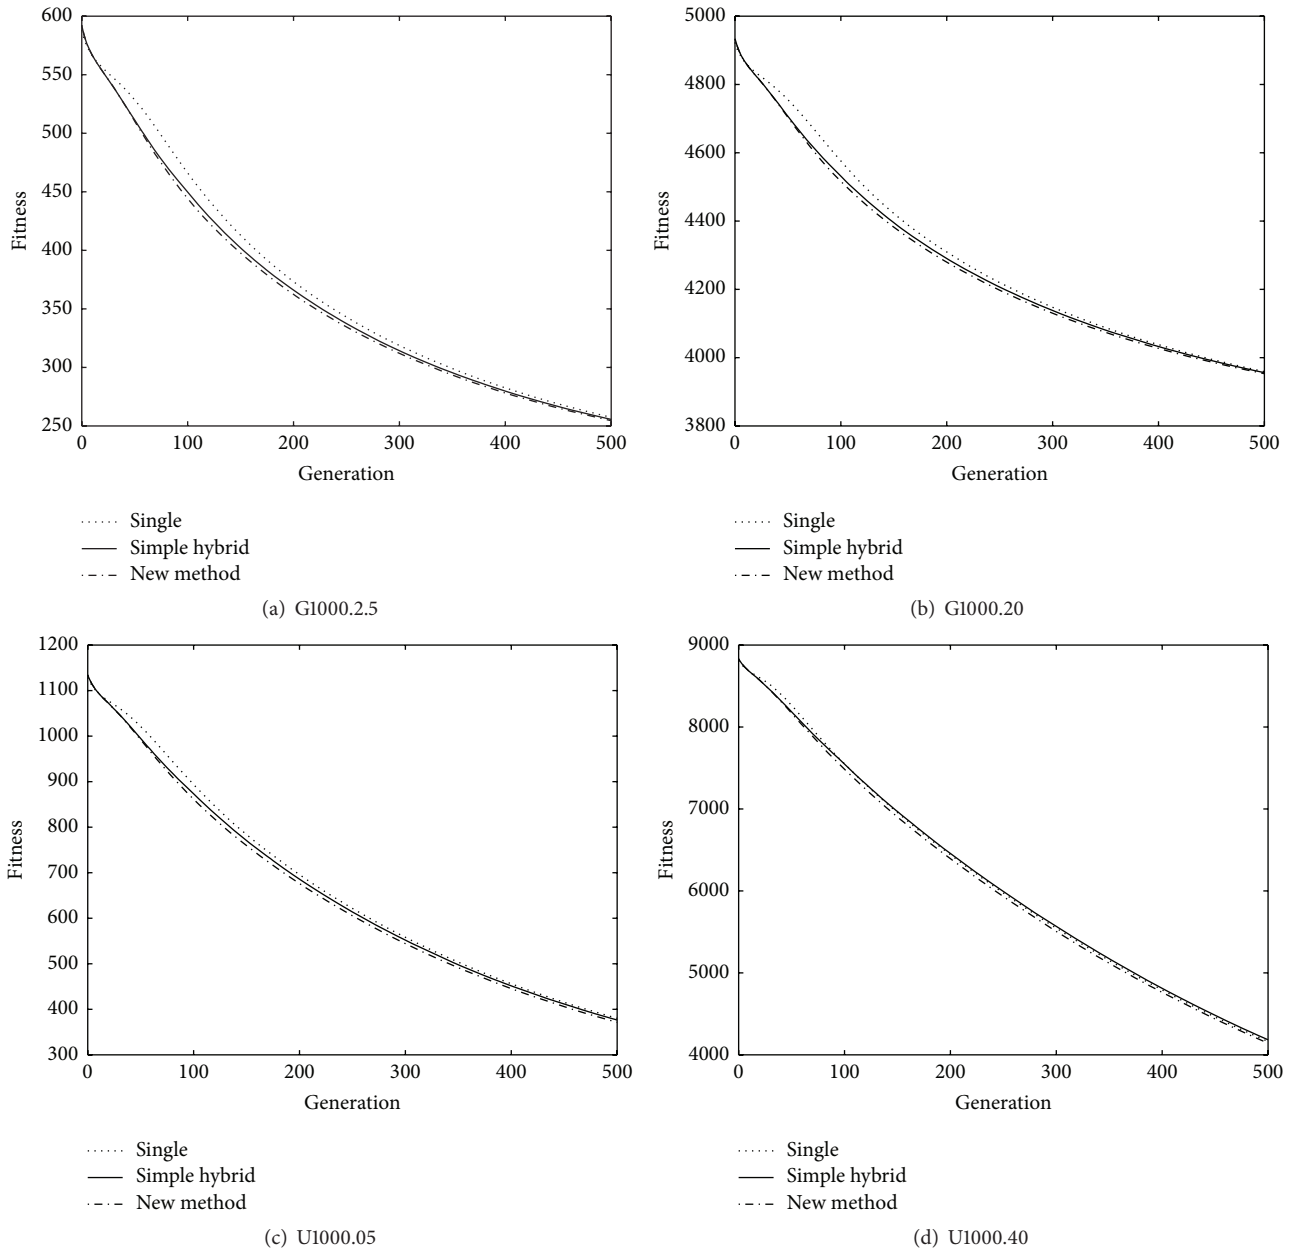 600
550
500
450
400
350
300
250
Fitness
0 100 200 300 400 500
Generation
Single
Simple hybrid
New method
(a) G1000.2.5
5000
4800
4600
4400
4200
4000
3800
Fitness
0 100 200 300 400 500
Generation
Single
Simple hybrid
New method
(b) G1000.20
1200
1100
1000
900
800
700
600
500
400
300
Fitness
0 100 200 300 400 500
Generation
Single
Simple hybrid
New method
(c) U1000.05
9000
8000
7000
6000
5000
4000
Fitness
0 100 200 300 400 500
Generation
Single
Simple hybrid
New method
(d) U1000.40